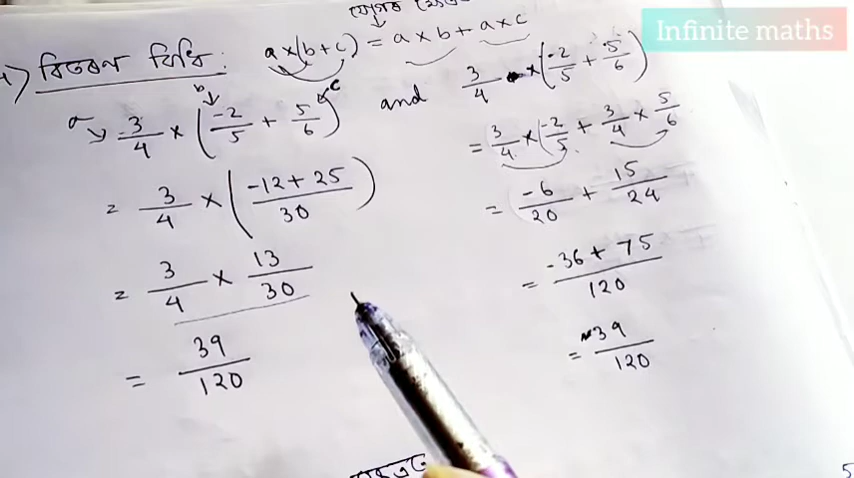 Infinite maths
বিতৰণ বিধি: a×(b+c) = a×b + a×c
a b c
3/4 × (-2/5 + 5/6) and 3/4 × (-2/5 + 5/6)
= 3/4 × (-12 + 25)/30
= 3/4 × 13/30
= 39/120
= 3/4 × (-2/5 + 3/4 × 5/6
= -6/20 + 15/24
= (-36 + 75)/120
= 39/120
5